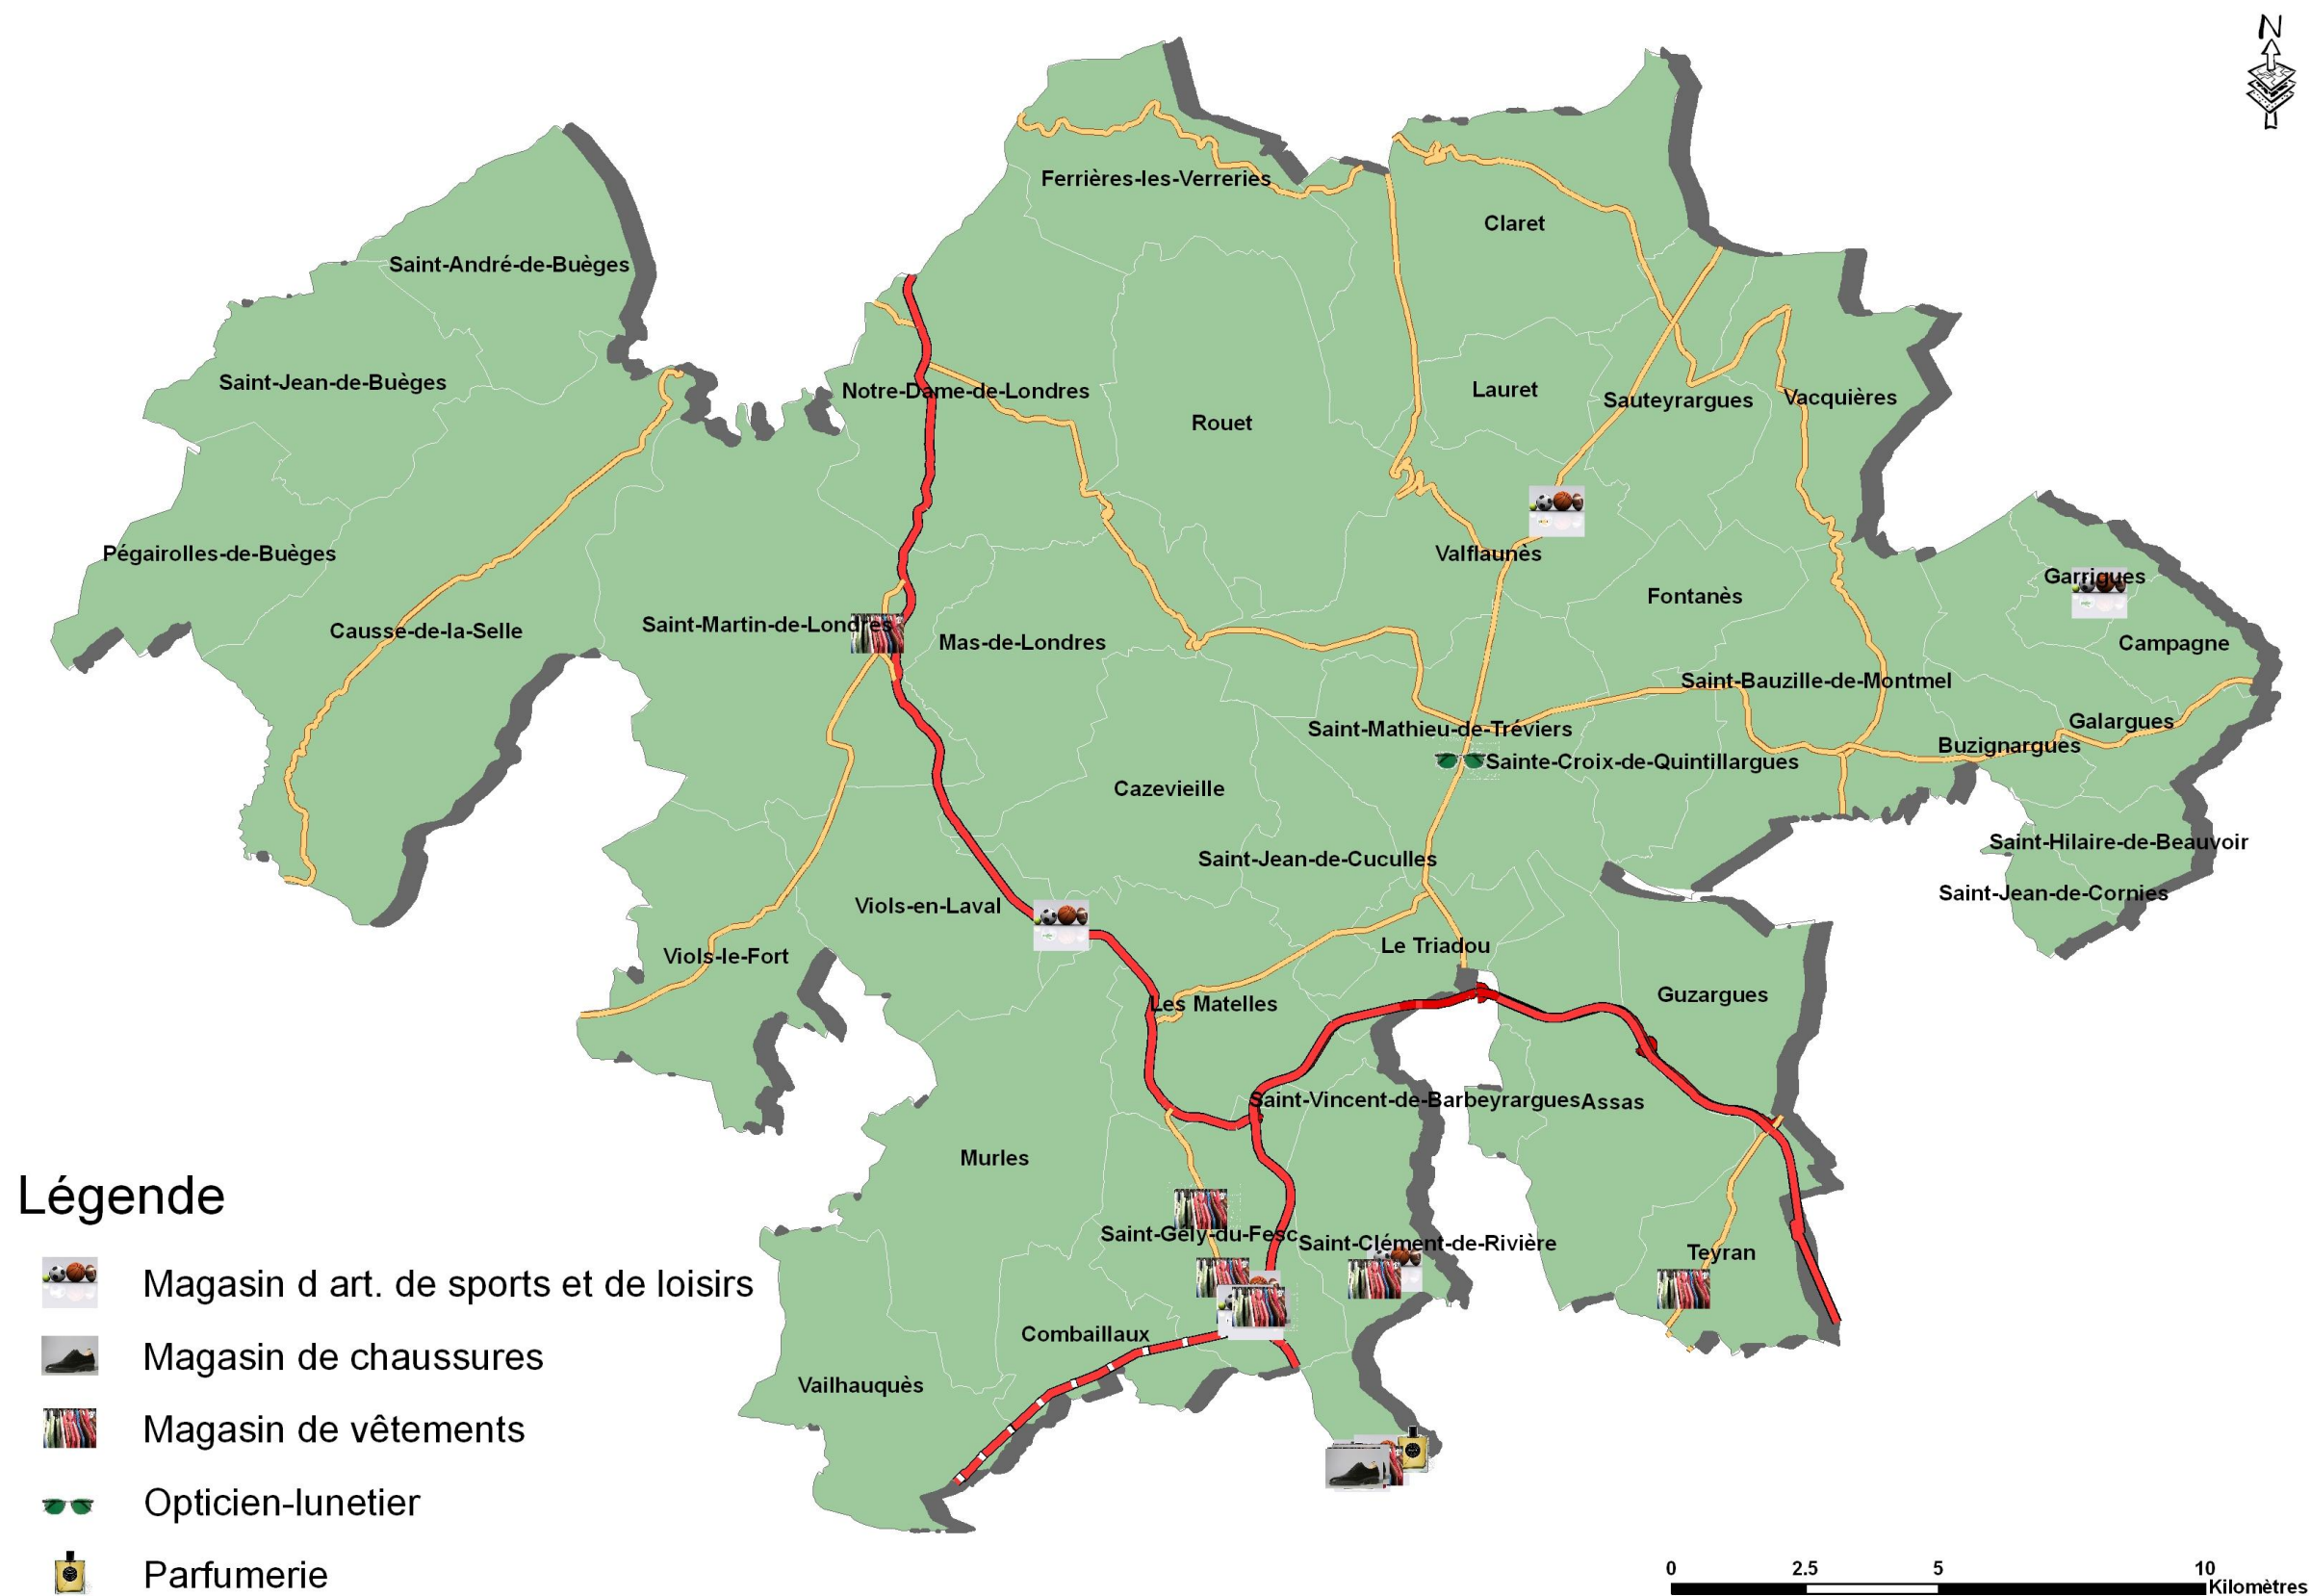 N
Ferrières-les-Verreries
Claret
Saint-André-de-Buèges
Saint-Jean-de-Buèges
Notre-Dame-de-Londres
Lauret
Sauteyrargues
Vacquières
Rouet
Pégairolles-de-Buèges
Valflaunès
Garrigues
Fontanès
Causse-de-la-Selle
Saint-Martin-de-Londres
Mas-de-Londres
Campagne
Saint-Bauzille-de-Montmel
Galargues
Saint-Mathieu-de-Tréviers
Buzignargues
Sainte-Croix-de-Quintillargues
Cazevieille
Saint-Hilaire-de-Beauvoir
Saint-Jean-de-Cuculles
Saint-Jean-de-Cornies
Viols-en-Laval
Le Triadou
Viols-le-Fort
Guzargues
Les Matelles
Saint-Vincent-de-Barbeyrargues
Assas
Murles
Saint-Gély-du-Fesc
Saint-Clément-de-Rivière
Teyran
Combaillaux
Vailhauquès
Légende
Magasin d art. de sports et de loisirs
Magasin de chaussures
Magasin de vêtements
Opticien-lunetier
Parfumerie
0 2.5 5 10
Kilomètres